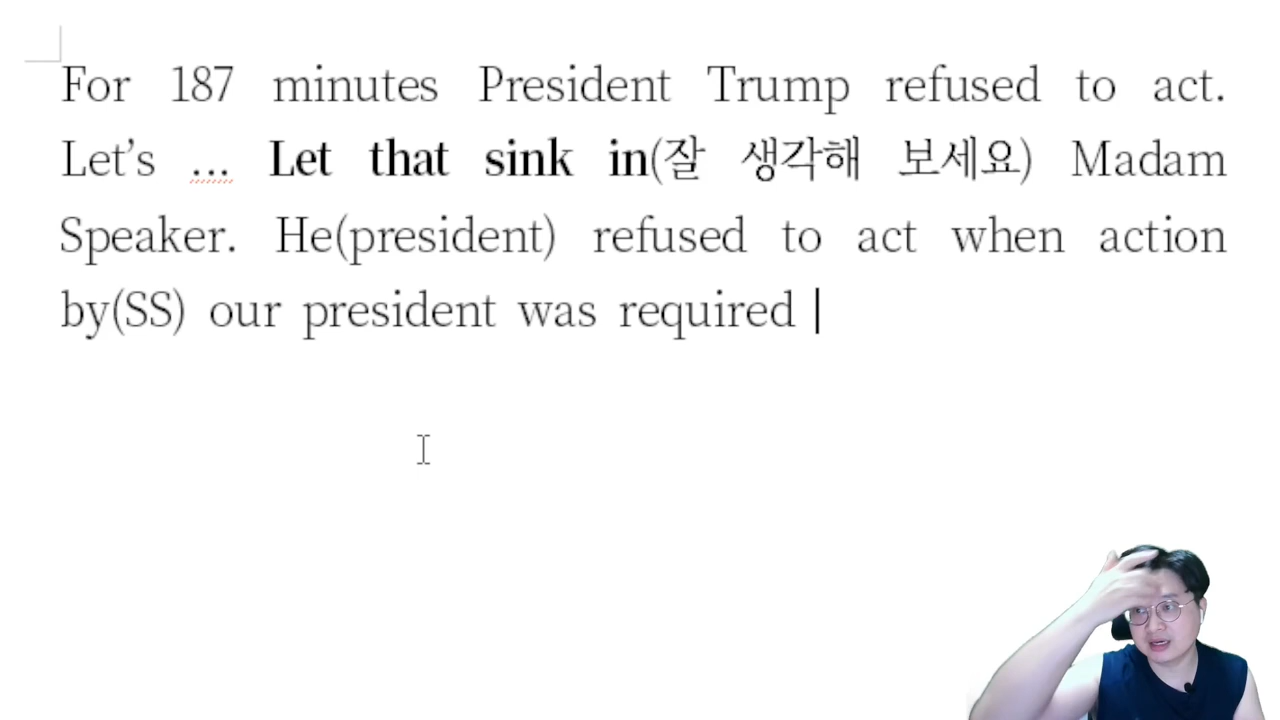 For 187 minutes President Trump refused to act.
Let’s ... Let that sink in(잘 생각해 보세요) Madam
Speaker. He(president) refused to act when action
by(SS) our president was required